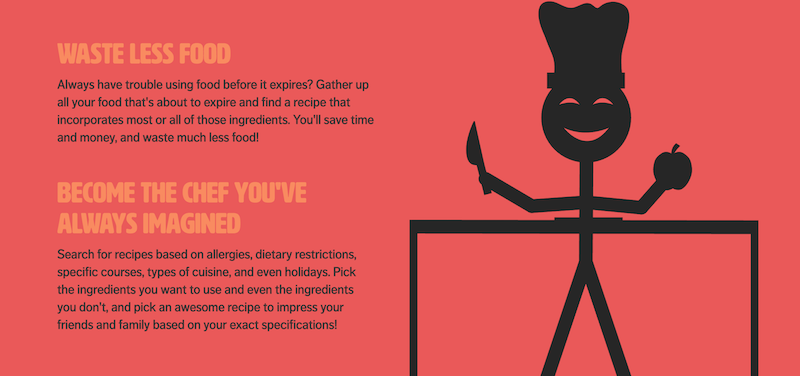 WASTE LESS FOOD
Always have trouble using food before it expires? Gather up
all your food that's about to expire and find a recipe that
incorporates most or all of those ingredients. You'll save time
and money, and waste much less food!
BECOME THE CHEF YOU'VE
ALWAYS IMAGINED
Search for recipes based on allergies, dietary restrictions,
specific courses, types of cuisine, and even holidays. Pick
the ingredients you want to use and even the ingredients
you don't, and pick an awesome recipe to impress your
friends and family based on your exact specifications!